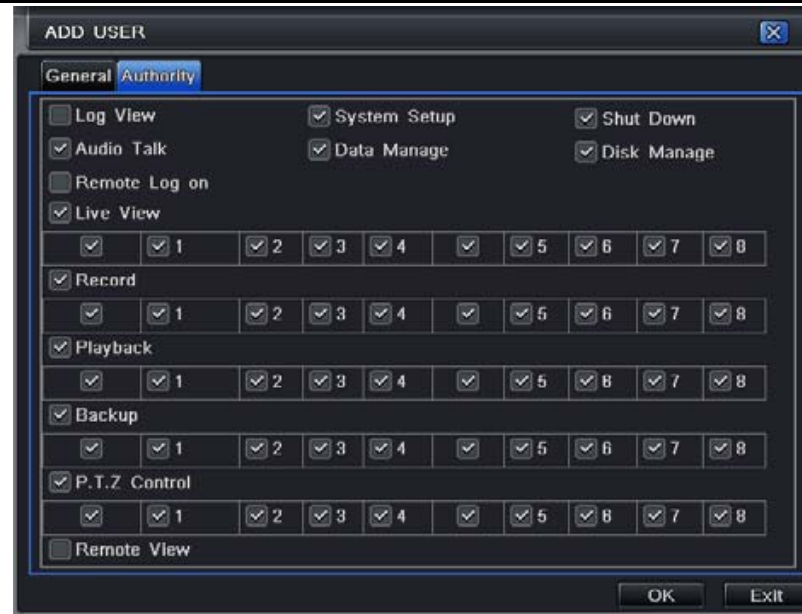 ADD USER
General Authority
Log View System Setup Shut Down
Audio Talk Data Manage Disk Manage
Remote Log on
Live View
1 2 3 4 5 6 7 8
Record
1 2 3 4 5 6 7 8
Playback
1 2 3 4 5 6 7 8
Backup
1 2 3 4 5 6 7 8
P.T.Z Control
1 2 3 4 5 6 7 8
Remote View
OK Exit